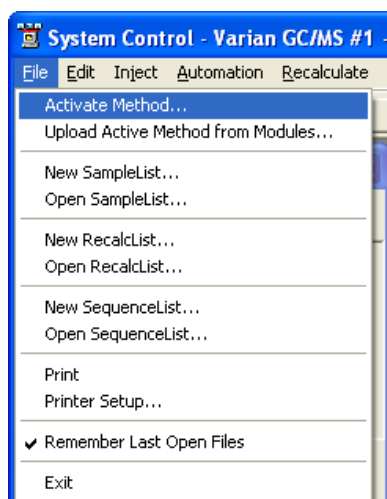 System Control - Varian GC/MS #1 -
File Edit Inject Automation Recalculate
Activate Method...
Upload Active Method from Modules...
New SampleList...
Open SampleList...
New RecalcList...
Open RecalcList...
New SequenceList...
Open SequenceList...
Print
Printer Setup...
Remember Last Open Files
Exit